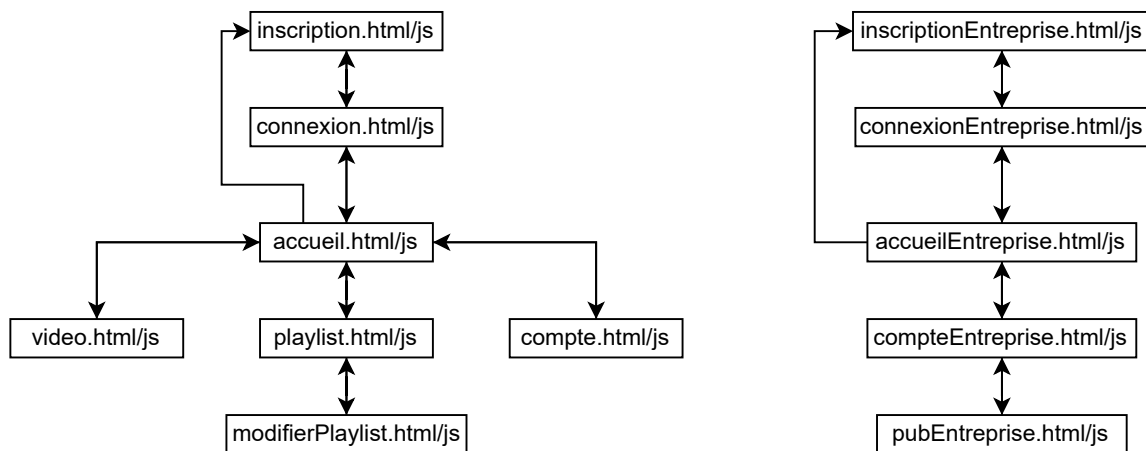 inscription.html/js
connexion.html/js
accueil.html/js
video.html/js
playlist.html/js
compte.html/js
modifierPlaylist.html/js
inscriptionEntreprise.html/js
connexionEntreprise.html/js
accueilEntreprise.html/js
compteEntreprise.html/js
pubEntreprise.html/js